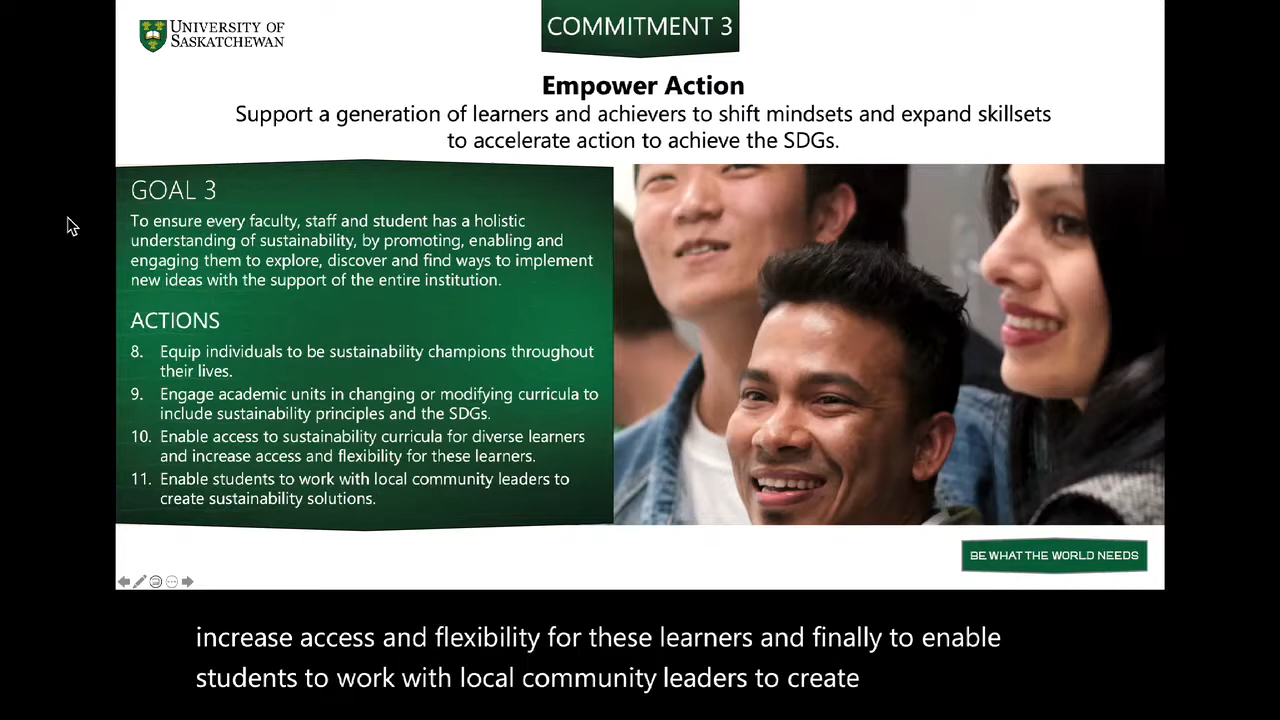 UNIVERSITY OF
SASKATCHEWAN
COMMITMENT 3
Empower Action
Support a generation of learners and achievers to shift mindsets and expand skillsets
to accelerate action to achieve the SDGs.
GOAL 3
To ensure every faculty, staff and student has a holistic
understanding of sustainability, by promoting, enabling and
engaging them to explore, discover and find ways to implement
new ideas with the support of the entire institution.
ACTIONS
8. Equip individuals to be sustainability champions throughout
their lives.
9. Engage academic units in changing or modifying curricula to
include sustainability principles and the SDGs.
10. Enable access to sustainability curricula for diverse learners
and increase access and flexibility for these learners.
11. Enable students to work with local community leaders to
create sustainability solutions.
BE WHAT THE WORLD NEEDS
increase access and flexibility for these learners and finally to enable
students to work with local community leaders to create